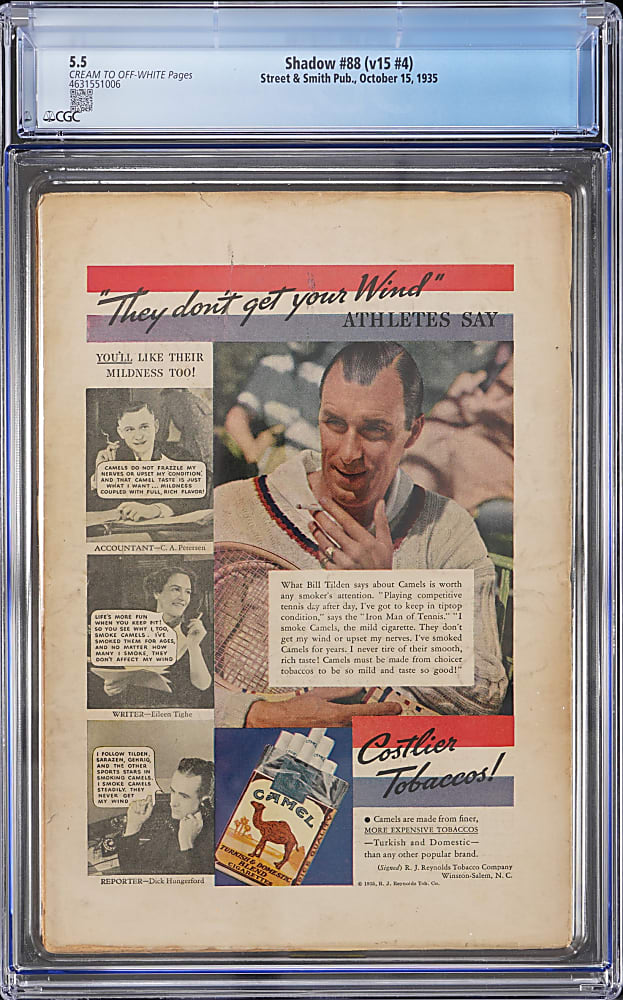 5.5
CREAM TO OFF-WHITE Pages
4631551006
CGC
Shadow #88 (v15 #4)
Street & Smith Pub., October 15, 1935
"They don't get your Wind"
ATHLETES SAY
YOU'LL LIKE THEIR
MILDNESS TOO!
CAMELS DO NOT FRAZZLE MY
NERVES OR UPSET MY CONDITION,
AND THAT CAMEL TASTE IS JUST
WHAT I WANT... MILDNESS
COUPLED WITH FULL, RICH FLAVOR!
ACCOUNTANT—C. A. Petersen
LIFE'S MORE FUN
WHEN YOU KEEP FIT!
SO YOU SEE WHY I, TOO,
SMOKE CAMELS. I'VE
SMOKED THEM FOR AGES,
AND NO MATTER HOW
MANY I SMOKE, THEY
DON'T AFFECT MY WIND
WRITER—Eileen Tighe
I FOLLOW TILDEN,
SARAZEN, GEHRIG,
AND THE OTHER
SPORTS STARS IN
SMOKING CAMELS.
I SMOKE CAMELS
STEADILY. THEY
NEVER GET
MY WIND
REPORTER—Dick Hungerford
What Bill Tilden says about Camels is worth
any smoker's attention. "Playing competitive
tennis day after day, I've got to keep in tiptop
condition," says the "Iron Man of Tennis." "I
smoke Camels, the mild cigarette. They don't
get my wind or upset my nerves. I've smoked
Camels for years. I never tire of their smooth,
rich taste! Camels must be made from choicer
tobaccos to be so mild and taste so good!"
CAMEL
TURKISH & DOMESTIC
BLEND
CIGARETTES
Costlier
Tobaccos!
● Camels are made from finer,
MORE EXPENSIVE TOBACCOS
—Turkish and Domestic—
than any other popular brand.
(Signed) R. J. Reynolds Tobacco Company
Winston-Salem, N. C.
© 1935, R. J. Reynolds Tob. Co.